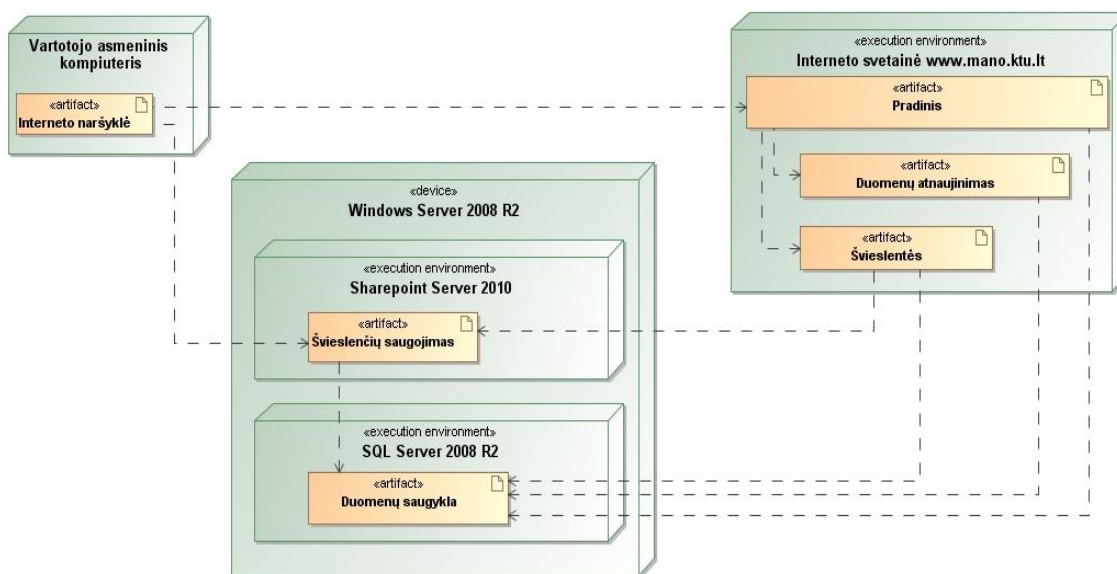 Vartotojo asmeninis
kompiuteris
«artifact»
Interneto naršyklė
«execution environment»
Interneto svetainė www.mano.ktu.lt
«artifact»
Pradinis
«artifact»
Duomenų atnaujinimas
«artifact»
Švieslentės
«device»
Windows Server 2008 R2
«execution environment»
Sharepoint Server 2010
«artifact»
Švieslenčių saugojimas
«execution environment»
SQL Server 2008 R2
«artifact»
Duomenų saugykla